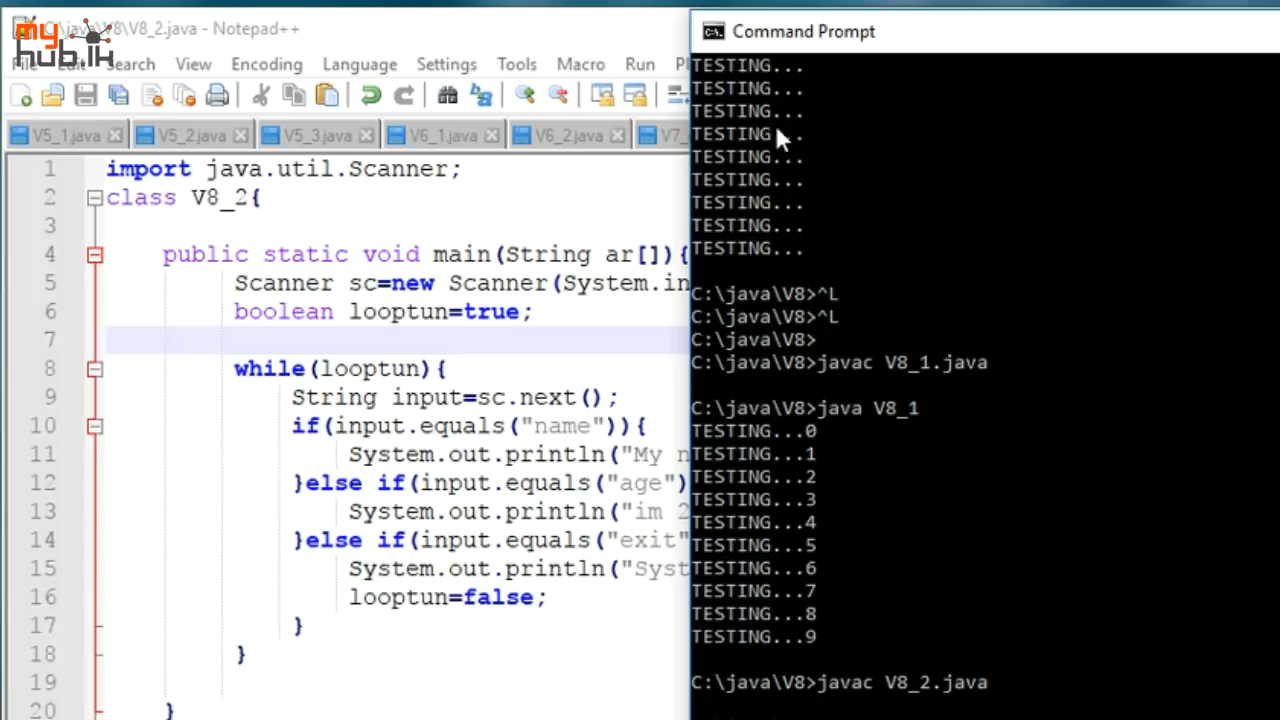 my
hub.lk
\java\V8\V8_2.java - Notepad++
File Edit Search View Encoding Language Settings Tools Macro Run
V5_1.java V5_2.java V5_3.java V6_1.java V6_2.java V7_
1 import java.util.Scanner;
2 class V8_2{
3
4 public static void main(String ar[]){
5 Scanner sc=new Scanner(System.in
6 boolean looptun=true;
7
8 while(looptun){
9 String input=sc.next();
10 if(input.equals("name")){
11 System.out.println("My n
12 }else if(input.equals("age")
13 System.out.println("im 2
14 }else if(input.equals("exit"
15 System.out.println("Syst
16 looptun=false;
17 }
18 }
19
20 }
Command Prompt
TESTING...
TESTING...
TESTING...
TESTING...
TESTING...
TESTING...
TESTING...
TESTING...
TESTING...
C:\java\V8>^L
C:\java\V8>^L
C:\java\V8>
C:\java\V8>javac V8_1.java
C:\java\V8>java V8_1
TESTING...0
TESTING...1
TESTING...2
TESTING...3
TESTING...4
TESTING...5
TESTING...6
TESTING...7
TESTING...8
TESTING...9
C:\java\V8>javac V8_2.java